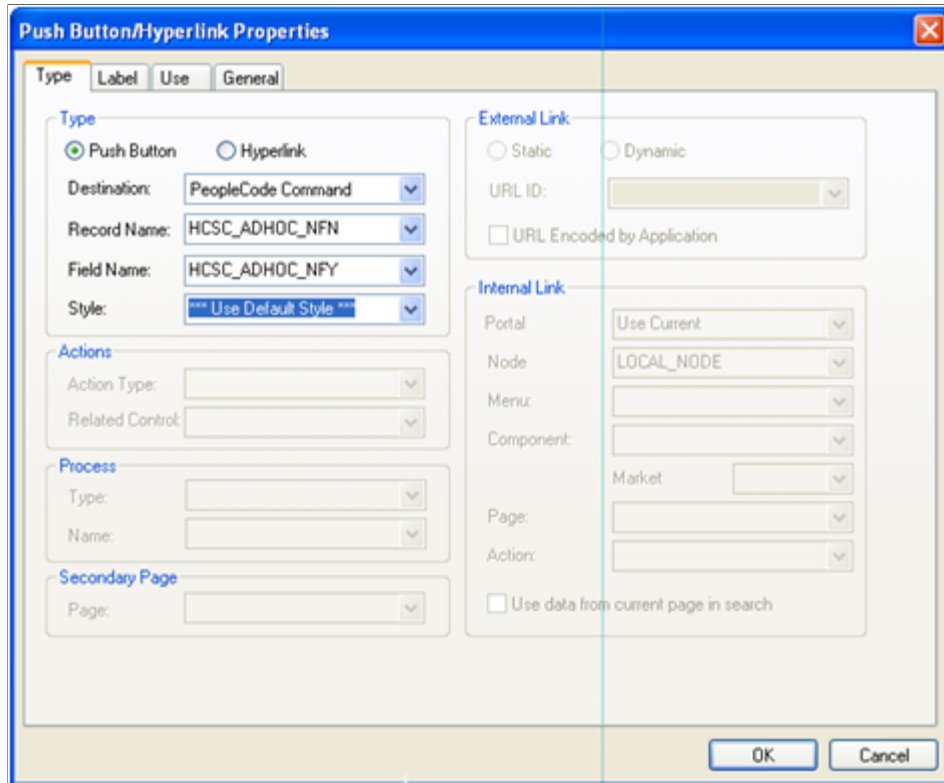 Push Button/Hyperlink Properties
Type Label Use General
Type
Push Button Hyperlink
Destination: PeopleCode Command
Record Name: HCSC_ADHOC_NFN
Field Name: HCSC_ADHOC_NFY
Style: *** Use Default Style ***
Actions
Action Type:
Related Control:
Process
Type:
Name:
Secondary Page
Page:
External Link
Static Dynamic
URL ID:
URL Encoded by Application
Internal Link
Portal Use Current
Node LOCAL_NODE
Menu:
Component:
Market
Page:
Action:
Use data from current page in search
OK Cancel